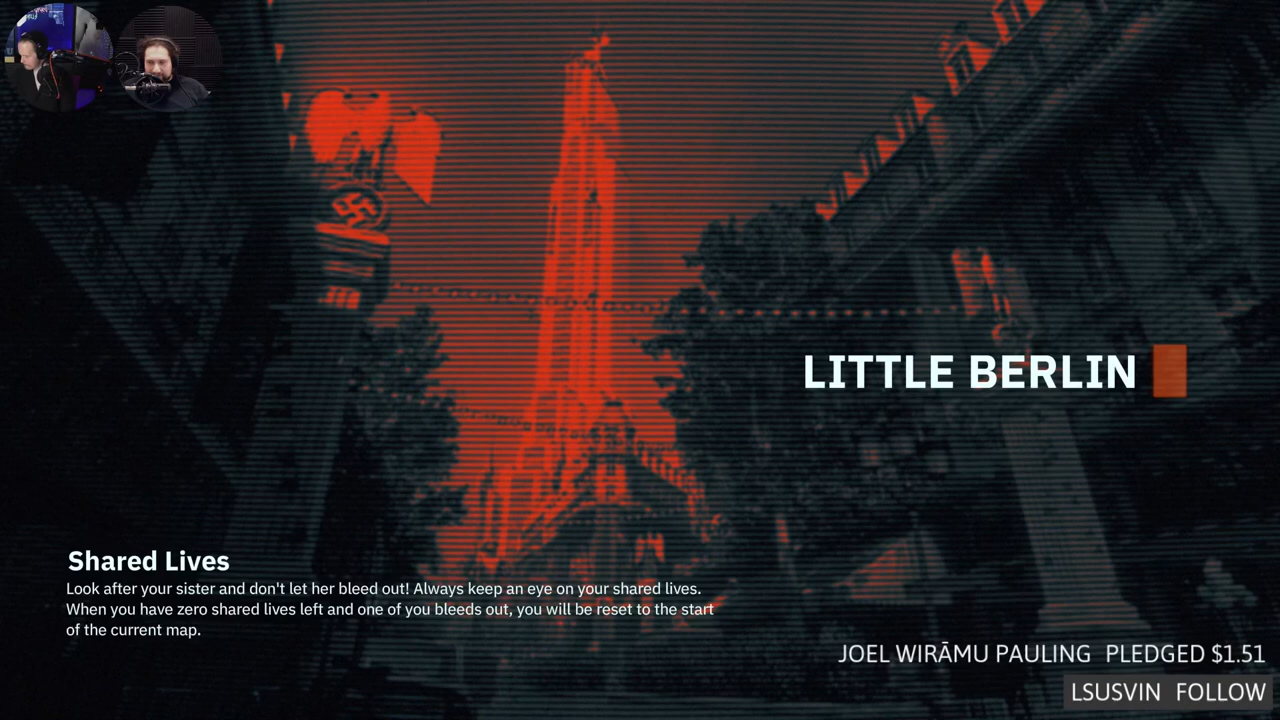 LITTLE BERLIN
Shared Lives
Look after your sister and don't let her bleed out! Always keep an eye on your shared lives.
When you have zero shared lives left and one of you bleeds out, you will be reset to the start
of the current map.
JOEL WIRĀMU PAULING PLEDGED $1.51
LSUSVIN FOLLOW